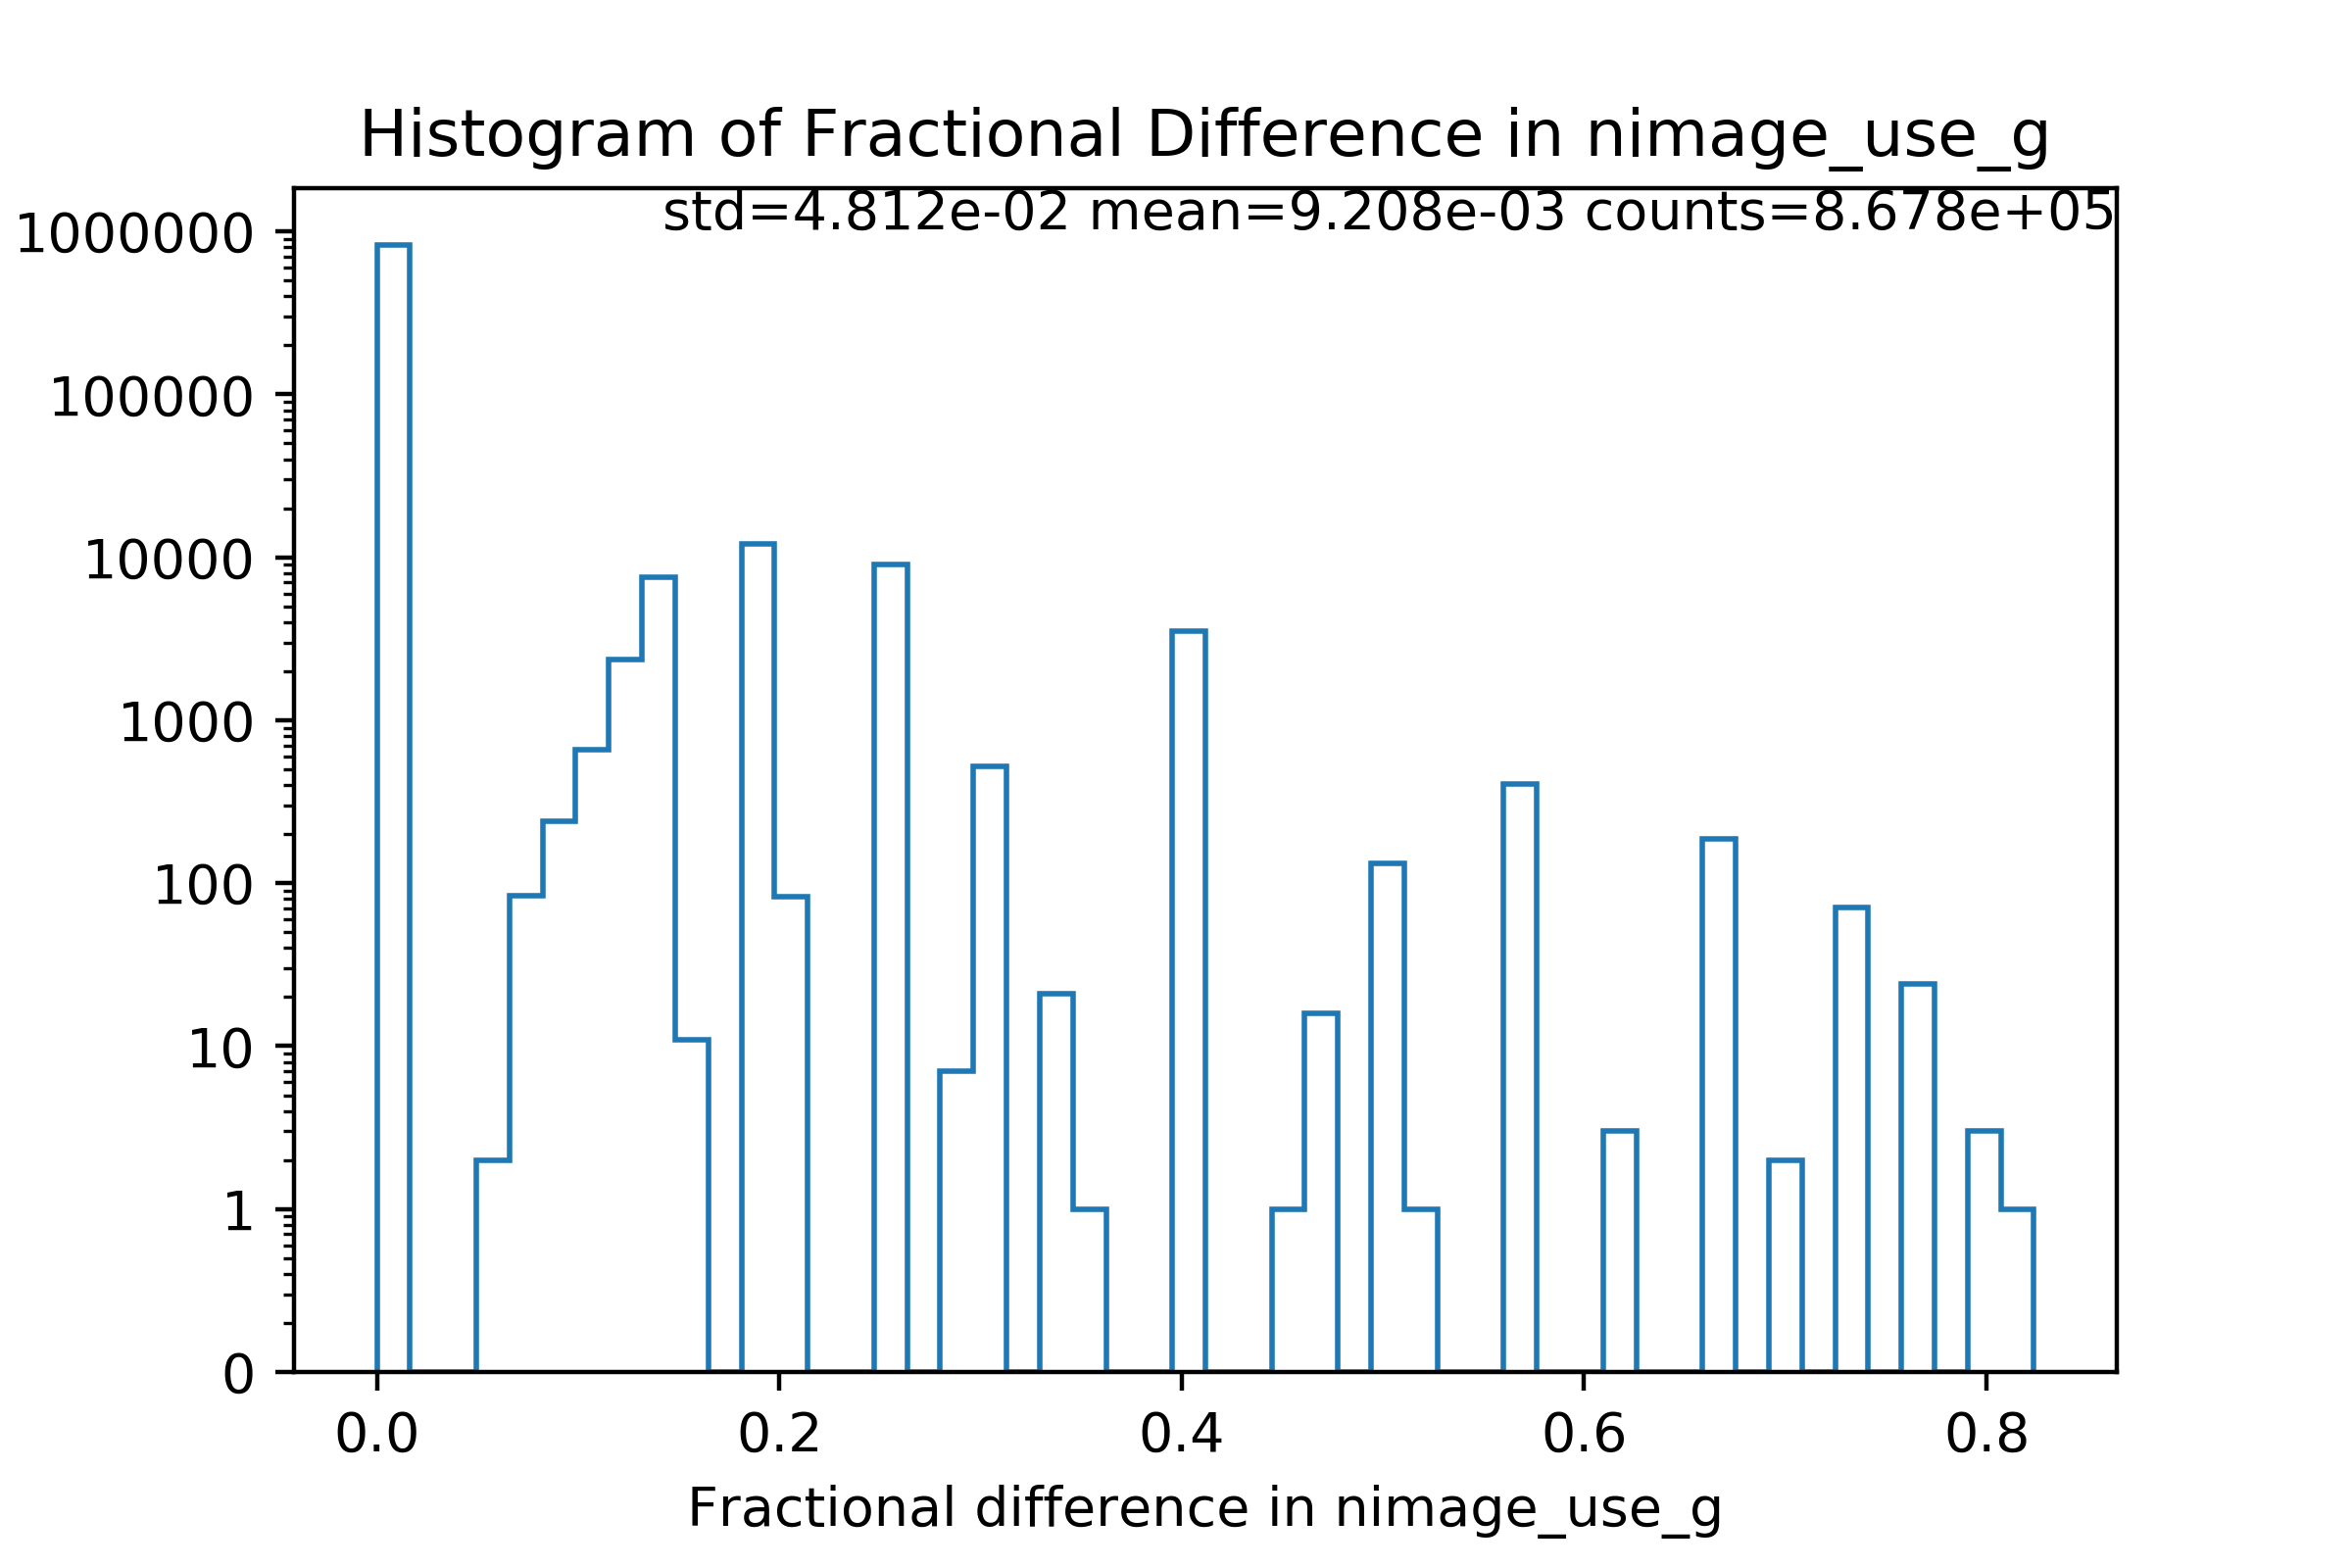 Histogram of Fractional Difference in nimage_use_g
std=4.812e-02 mean=9.208e-03 counts=8.678e+05
1000000
100000
10000
1000
100
10
1
0
0.0 0.2 0.4 0.6 0.8
Fractional difference in nimage_use_g